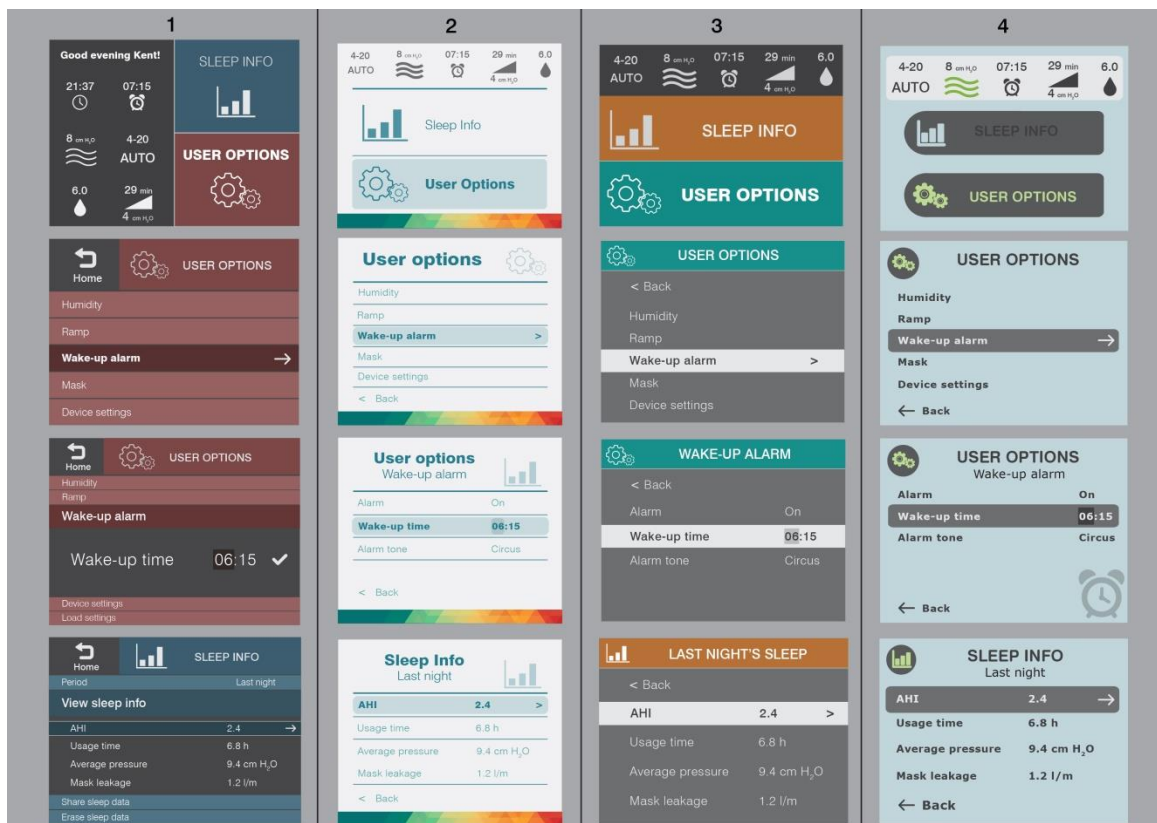 1
Good evening Kent!
21:37 07:15
8 cm H₂O 4-20
AUTO
6.0 29 min
4 cm H₂O
SLEEP INFO
USER OPTIONS
Home
USER OPTIONS
Humidity
Ramp
Wake-up alarm →
Mask
Device settings
Home
USER OPTIONS
Humidity
Ramp
Wake-up alarm
Wake-up time 06:15
Device settings
Load settings
Home
SLEEP INFO
Period Last night
View sleep info
AHI 2.4 →
Usage time 6.8 h
Average pressure 9.4 cm H₂O
Mask leakage 1.2 l/m
Share sleep data
Erase sleep data
2
4-20 8 cm H₂O 07:15 29 min 6.0
AUTO 4 cm H₂O
Sleep Info
User Options
User options
Humidity
Ramp
Wake-up alarm >
Mask
Device settings
< Back
User options
Wake-up alarm
Alarm On
Wake-up time 06:15
Alarm tone Circus
< Back
Sleep Info
Last night
AHI 2.4 >
Usage time 6.8 h
Average pressure 9.4 cm H₂O
Mask leakage 1.2 l/m
< Back
3
4-20 8 cm H₂O 07:15 29 min 6.0
AUTO 4 cm H₂O
SLEEP INFO
USER OPTIONS
USER OPTIONS
< Back
Humidity
Ramp
Wake-up alarm >
Mask
Device settings
WAKE-UP ALARM
< Back
Alarm On
Wake-up time 06:15
Alarm tone Circus
LAST NIGHT'S SLEEP
< Back
AHI 2.4 >
Usage time 6.8 h
Average pressure 9.4 cm H₂O
Mask leakage 1.2 l/m
4
4-20 8 cm H₂O 07:15 29 min 6.0
AUTO 4 cm H₂O
SLEEP INFO
USER OPTIONS
USER OPTIONS
Humidity
Ramp
Wake-up alarm →
Mask
Device settings
← Back
USER OPTIONS
Wake-up alarm
Alarm On
Wake-up time 06:15
Alarm tone Circus
← Back
SLEEP INFO
Last night
AHI 2.4 →
Usage time 6.8 h
Average pressure 9.4 cm H₂O
Mask leakage 1.2 l/m
← Back